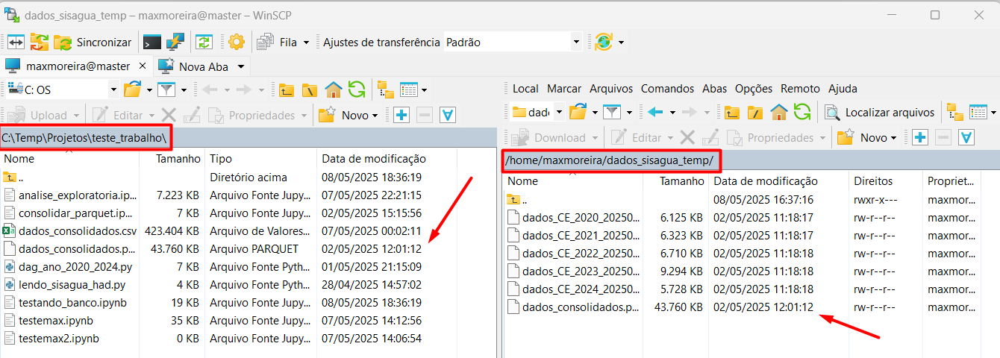 dados_sisagua_temp – maxmoreira@master – WinSCP
Sincronizar Fila Ajustes de transferência Padrão
maxmoreira@master × Nova Aba
C: OS
Local Marcar Arquivos Comandos Abas Opções Remoto Ajuda
Upload Editar Propriedades Novo
dado Localizar arquivos
Download Editar Propriedades Novo
C:\Temp\Projetos\teste_trabalho\
Nome Tamanho Tipo Data de modificação
.. Diretório acima 08/05/2025 18:36:19
analise_exploratoria.ip... 7.223 KB Arquivo Fonte Jupy... 07/05/2025 22:21:15
consolidar_parquet.ip... 7 KB Arquivo Fonte Jupy... 02/05/2025 15:15:56
dados_consolidados.csv 423.404 KB Arquivo de Valores... 07/05/2025 00:02:11
dados_consolidados.p... 43.760 KB Arquivo PARQUET 02/05/2025 12:01:12
dag_ano_2020_2024.py 7 KB Arquivo Fonte Pyth... 01/05/2025 21:15:09
lendo_sisagua_had.py 4 KB Arquivo Fonte Pyth... 28/04/2025 14:57:02
testando_banco.ipynb 19 KB Arquivo Fonte Jupy... 08/05/2025 18:36:19
testemax.ipynb 35 KB Arquivo Fonte Jupy... 07/05/2025 14:12:56
testemax2.ipynb 0 KB Arquivo Fonte Jupy... 07/05/2025 14:06:54
/home/maxmoreira/dados_sisagua_temp/
Nome Tamanho Data de modificação Direitos Propriet...
.. 08/05/2025 16:37:16 rwxr-x--- maxmor...
dados_CE_2020_20250... 6.125 KB 02/05/2025 11:18:17 rw-r--r-- maxmor...
dados_CE_2021_20250... 6.323 KB 02/05/2025 11:18:17 rw-r--r-- maxmor...
dados_CE_2022_20250... 6.710 KB 02/05/2025 11:18:18 rw-r--r-- maxmor...
dados_CE_2023_20250... 9.294 KB 02/05/2025 11:18:18 rw-r--r-- maxmor...
dados_CE_2024_20250... 5.728 KB 02/05/2025 11:18:18 rw-r--r-- maxmor...
dados_consolidados.p... 43.760 KB 02/05/2025 12:01:12 rw-r--r-- maxmor...